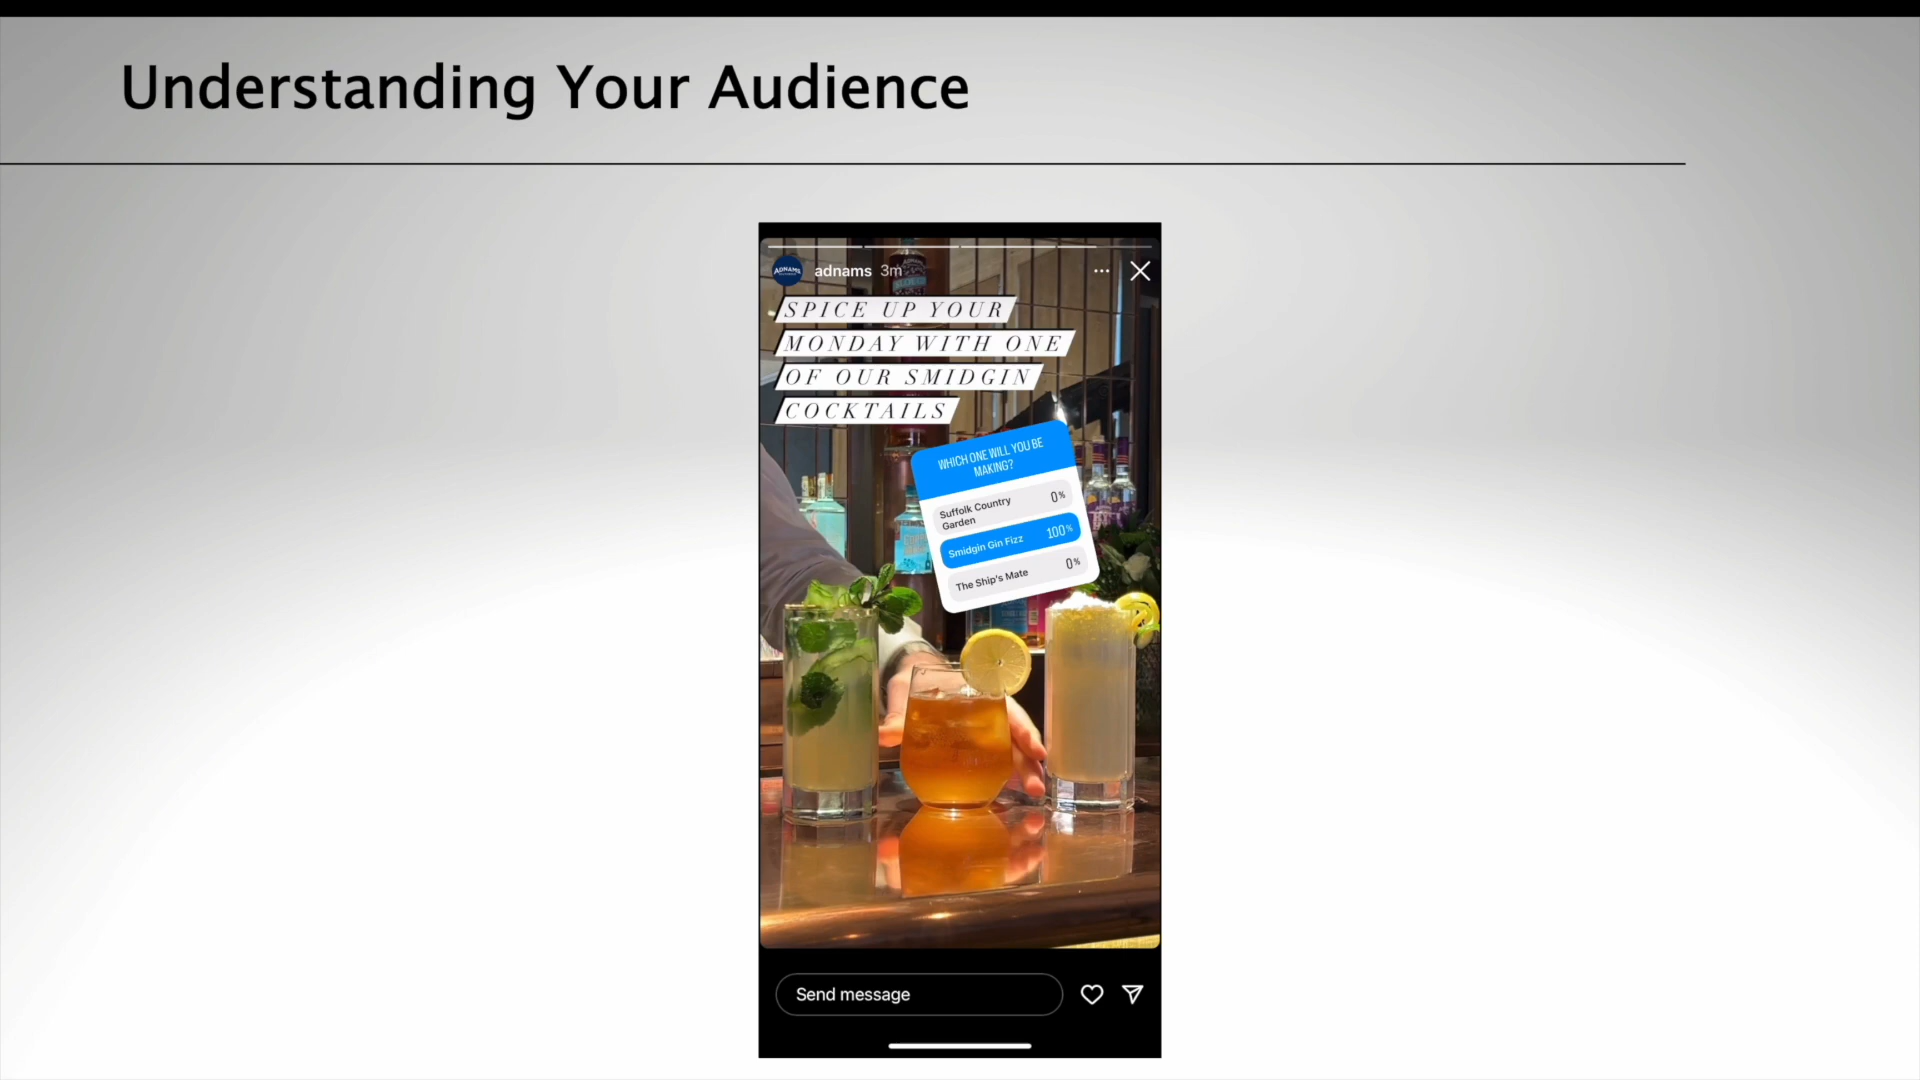 Understanding Your Audience
ADNAMS
adnams 3m
SPICE UP YOUR
MONDAY WITH ONE
OF OUR SMIDGIN
COCKTAILS
WHICH ONE WILL YOU BE
MAKING?
Suffolk Country
Garden
0%
Smidgin Gin Fizz 100%
The Ship's Mate 0%
Send message